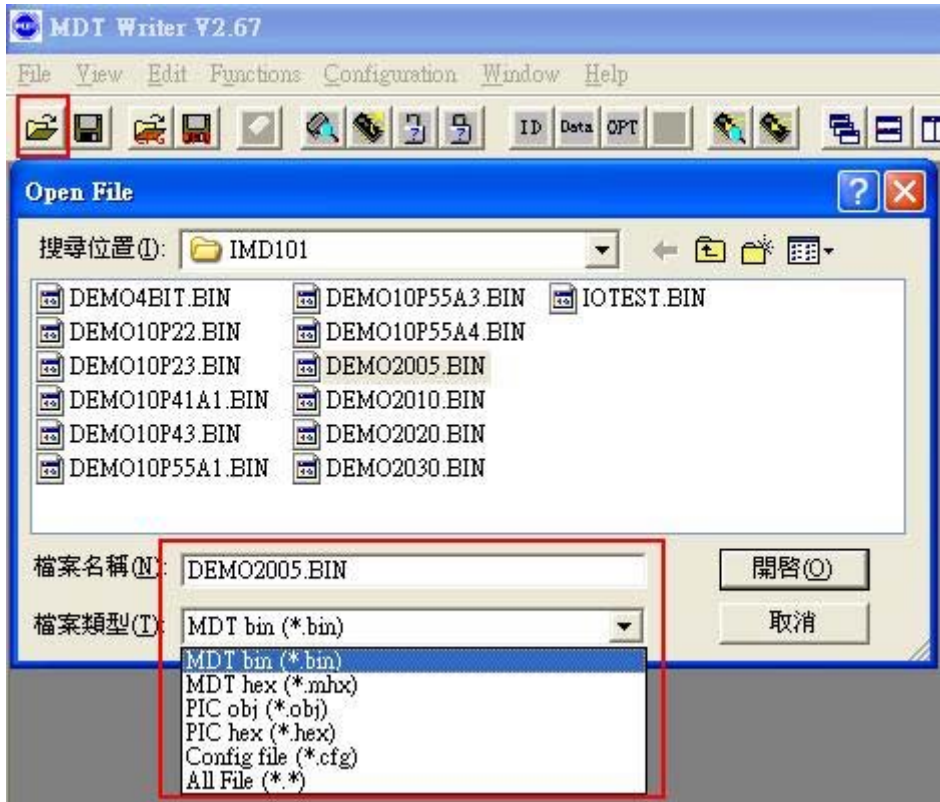 MDT Writer V2.67
File View Edit Functions Configuration Window Help
ID Data OPT
Open File
搜尋位置(I): IMD101
DEMO4BIT.BIN DEMO10P55A3.BIN IOTEST.BIN
DEMO10P22.BIN DEMO10P55A4.BIN
DEMO10P23.BIN DEMO2005.BIN
DEMO10P41A1.BIN DEMO2010.BIN
DEMO10P43.BIN DEMO2020.BIN
DEMO10P55A1.BIN DEMO2030.BIN
檔案名稱(N): DEMO2005.BIN 開啓(O)
檔案類型(T): MDT bin (*.bin) 取消
MDT bin (*.bin)
MDT hex (*.mhx)
PIC obj (*.obj)
PIC hex (*.hex)
Config file (*.cfg)
All File (*.*)